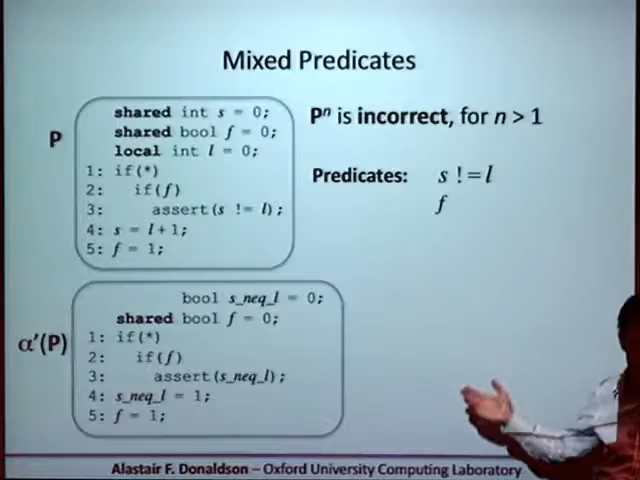 Mixed Predicates
P
shared int s = 0;
shared bool f = 0;
local int l = 0;
1: if(*)
2: if(f)
3: assert(s != l);
4: s = l+1;
5: f = 1;
Pⁿ is incorrect, for n > 1
Predicates: s != l
f
α'(P)
bool s_neq_l = 0;
shared bool f = 0;
1: if(*)
2: if(f)
3: assert(s_neq_l);
4: s_neq_l = 1;
5: f = 1;
Alastair F. Donaldson – Oxford University Computing Laboratory